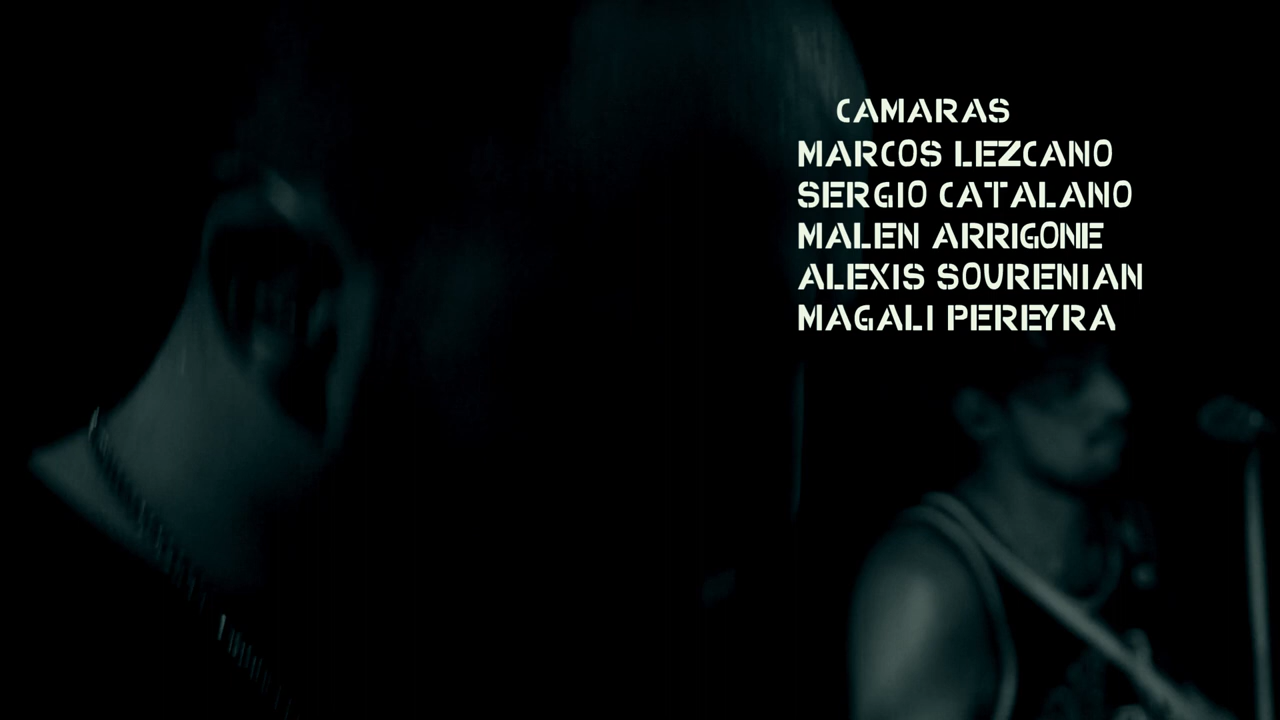 CAMARAS
MARCOS LEZCANO
SERGIO CATALANO
MALEN ARRIGONE
ALEXIS SOURENIAN
MAGALI PEREYRA